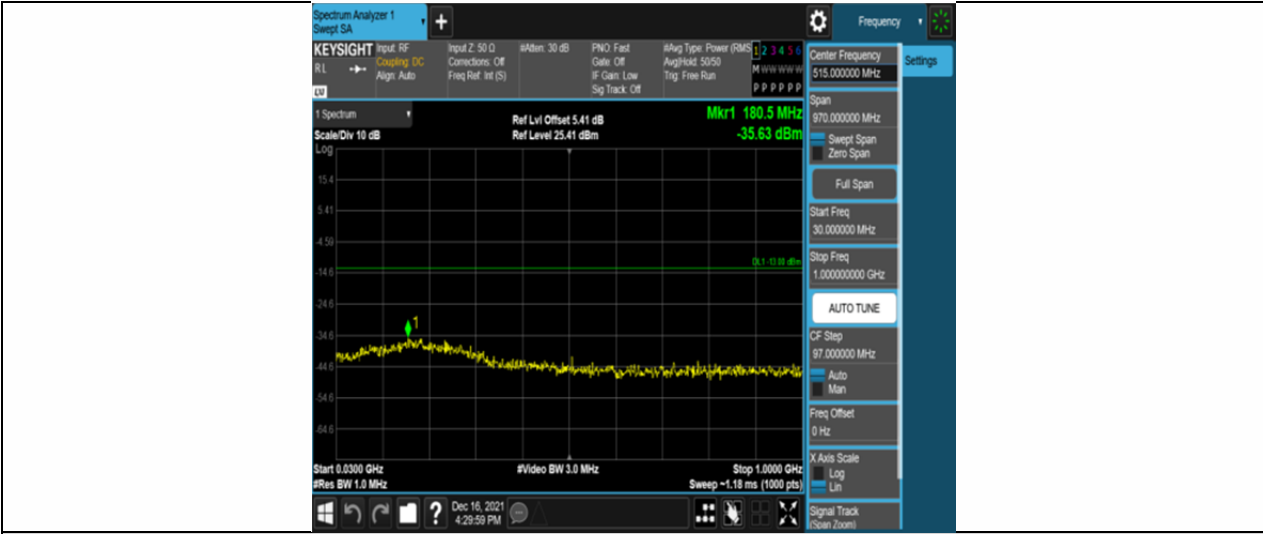 Spectrum Analyzer 1
Swept SA
Frequency
KEYSIGHT
RL
LV
Input: RF
Coupling: DC
Align: Auto
Input Z: 50 Ω
Corrections: Off
Freq Ref: Int (S)
#Atten: 30 dB
PNO: Fast
Gate: Off
IF Gain: Low
Sig Track: Off
#Avg Type: Power (RMS
Avg|Hold: 50/50
Trig: Free Run
1 2 3 4 5 6
M W W W W W
P P P P P P
1 Spectrum
Scale/Div 10 dB
Log
Ref Lvl Offset 5.41 dB
Ref Level 25.41 dBm
Mkr1 180.5 MHz
-35.63 dBm
15.4
5.41
-4.59
DL1 -13.00 dBm
-14.6
-24.6
1
-34.6
-44.6
-54.6
-64.6
Start 0.0300 GHz
#Res BW 1.0 MHz
#Video BW 3.0 MHz
Stop 1.0000 GHz
Sweep ~1.18 ms (1000 pts)
?
Dec 16, 2021
4:29:59 PM
Center Frequency
515.000000 MHz
Settings
Span
970.000000 MHz
Swept Span
Zero Span
Full Span
Start Freq
30.000000 MHz
Stop Freq
1.000000000 GHz
AUTO TUNE
CF Step
97.000000 MHz
Auto
Man
Freq Offset
0 Hz
X Axis Scale
Log
Lin
Signal Track
(Span Zoom)